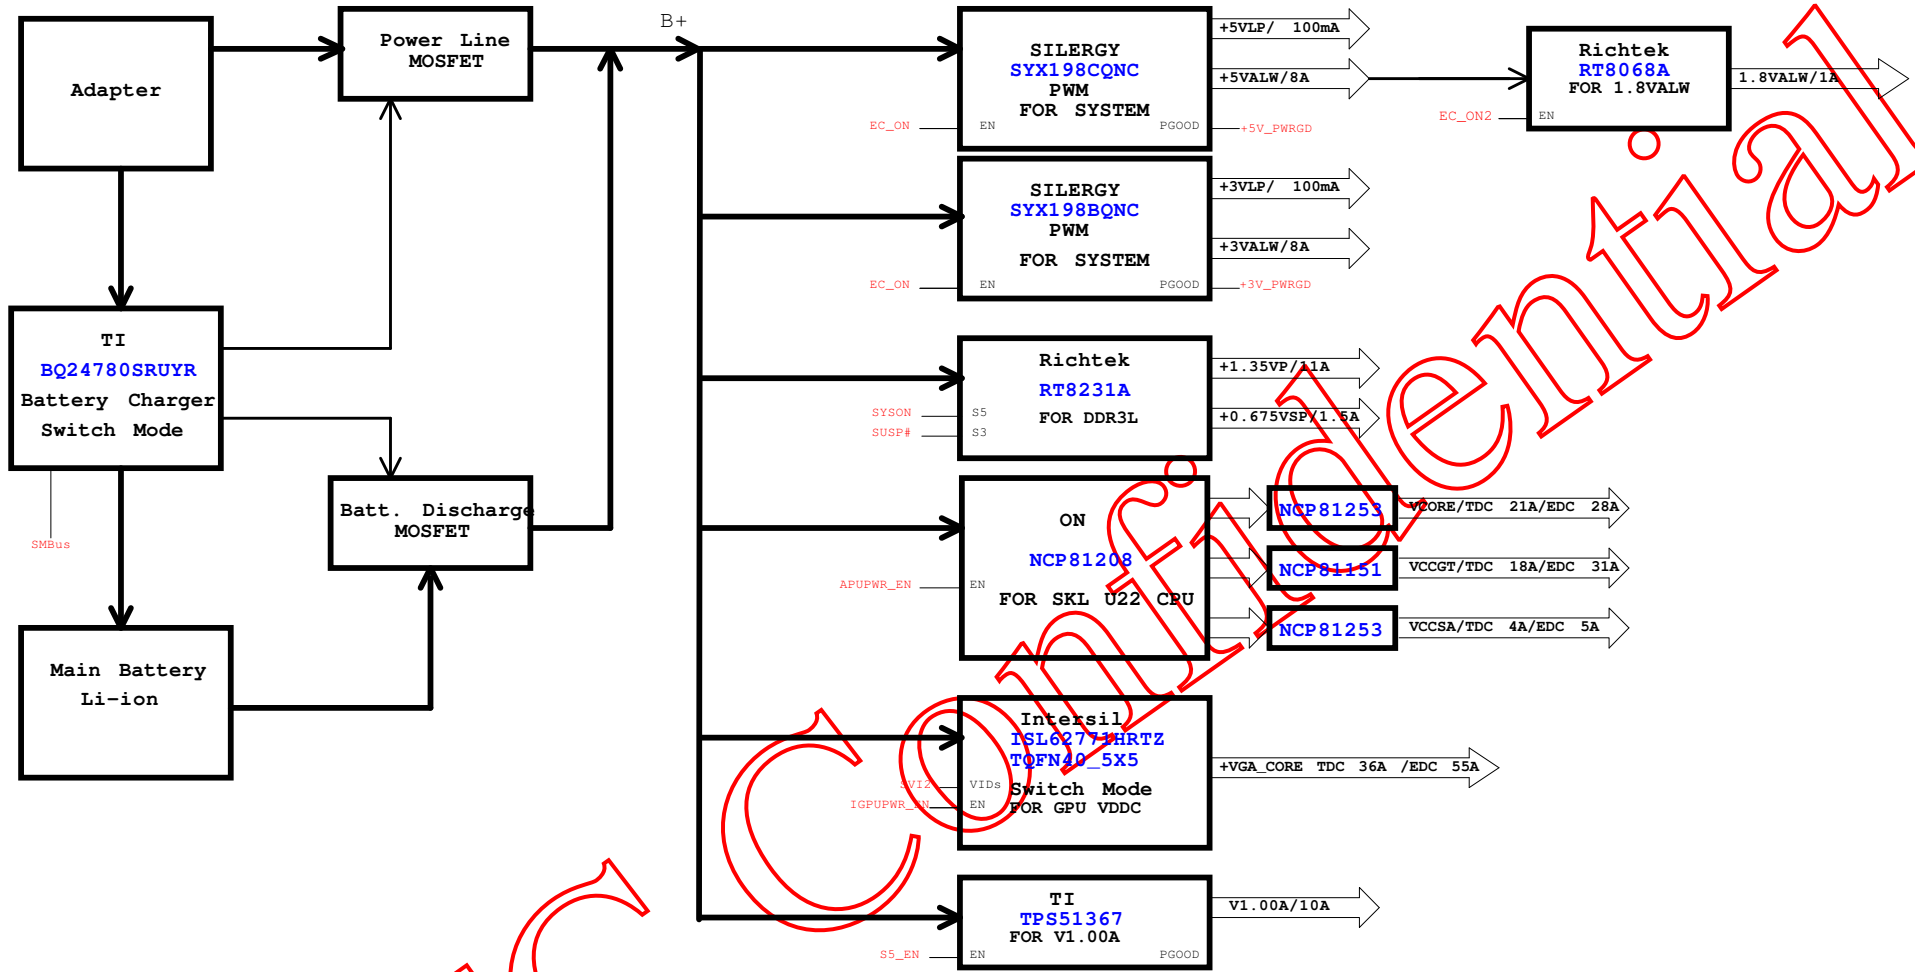 B+
Adapter
Power Line
MOSFET
SILERGY
SYX198CQNC
PWM
FOR SYSTEM
EC_ON
EN
PGOOD
+5V_PWRGD
+5VLP/ 100mA
+5VALW/8A
Richtek
RT8068A
FOR 1.8VALW
EC_ON2
EN
1.8VALW/1A
SILERGY
SYX198BQNC
PWM
FOR SYSTEM
EC_ON
EN
PGOOD
+3V_PWRGD
+3VLP/ 100mA
+3VALW/8A
TI
BQ24780SRUYR
Battery Charger
Switch Mode
SMBus
Richtek
RT8231A
FOR DDR3L
SYSON
S5
SUSP#
S3
+1.35VP/11A
+0.675VSP/1.5A
Batt. Discharge
MOSFET
ON
NCP81208
FOR SKL U22 CPU
APUPWR_EN
EN
NCP81253
VCORE/TDC 21A/EDC 28A
NCP81151
VCCGT/TDC 18A/EDC 31A
NCP81253
VCCSA/TDC 4A/EDC 5A
Main Battery
Li-ion
Intersil
ISL62771HRTZ
TQFN40_5X5
Switch Mode
FOR GPU VDDC
SVI2
VIDs
IGPUPWR_EN
EN
+VGA_CORE TDC 36A /EDC 55A
TI
TPS51367
FOR V1.00A
S5_EN
EN
PGOOD
V1.00A/10A
Confidential